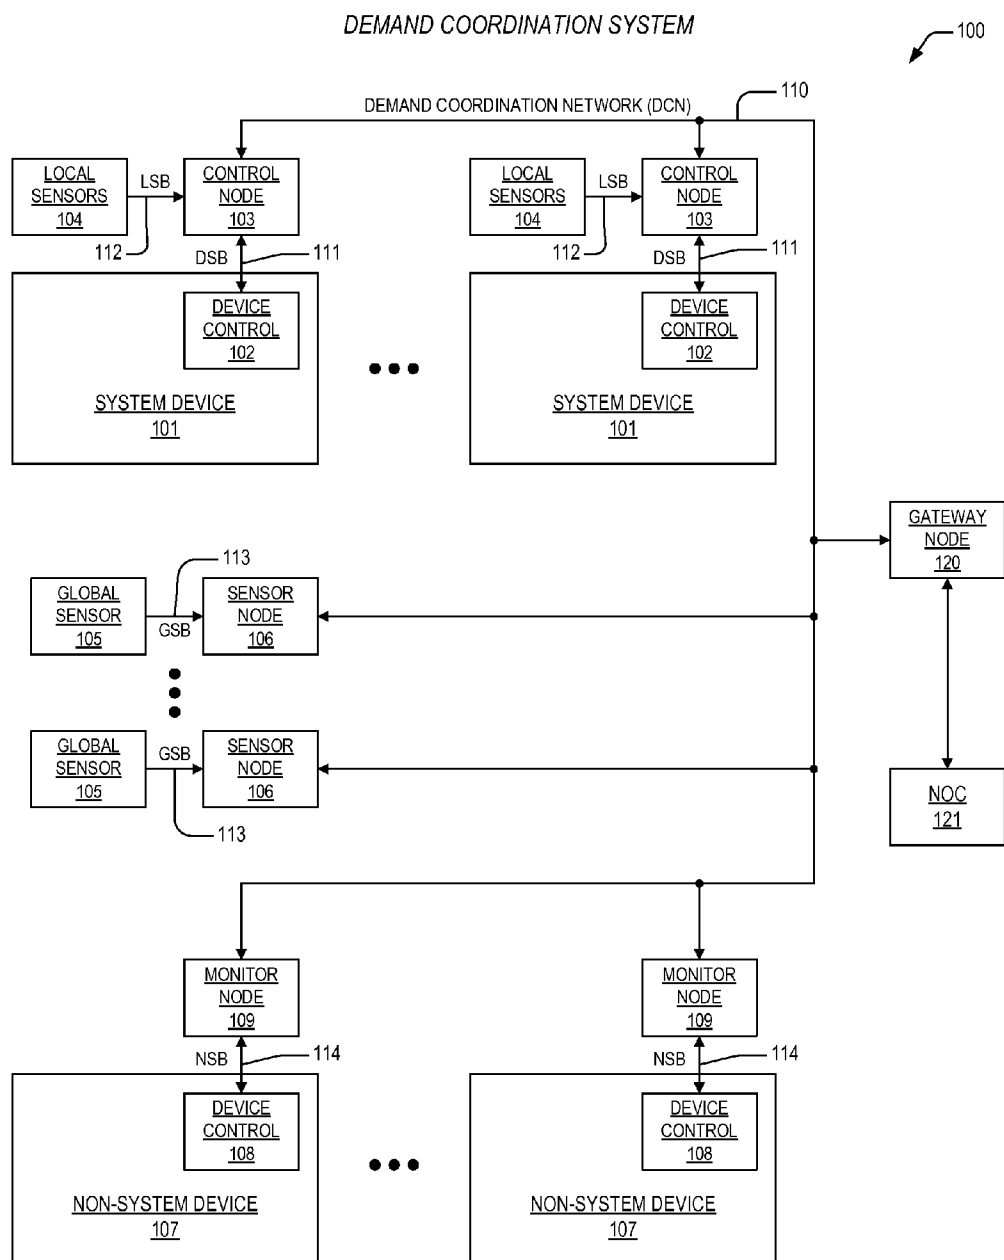 DEMAND COORDINATION SYSTEM
100
110
DEMAND COORDINATION NETWORK (DCN)
LOCAL
SENSORS
104
LSB
112
CONTROL
NODE
103
DSB
111
DEVICE
CONTROL
102
SYSTEM DEVICE
101
LOCAL
SENSORS
104
LSB
112
CONTROL
NODE
103
DSB
111
DEVICE
CONTROL
102
SYSTEM DEVICE
101
GATEWAY
NODE
120
113
GLOBAL
SENSOR
105
GSB
SENSOR
NODE
106
GLOBAL
SENSOR
105
GSB
SENSOR
NODE
106
113
NOC
121
MONITOR
NODE
109
NSB
114
DEVICE
CONTROL
108
NON-SYSTEM DEVICE
107
MONITOR
NODE
109
NSB
114
DEVICE
CONTROL
108
NON-SYSTEM DEVICE
107